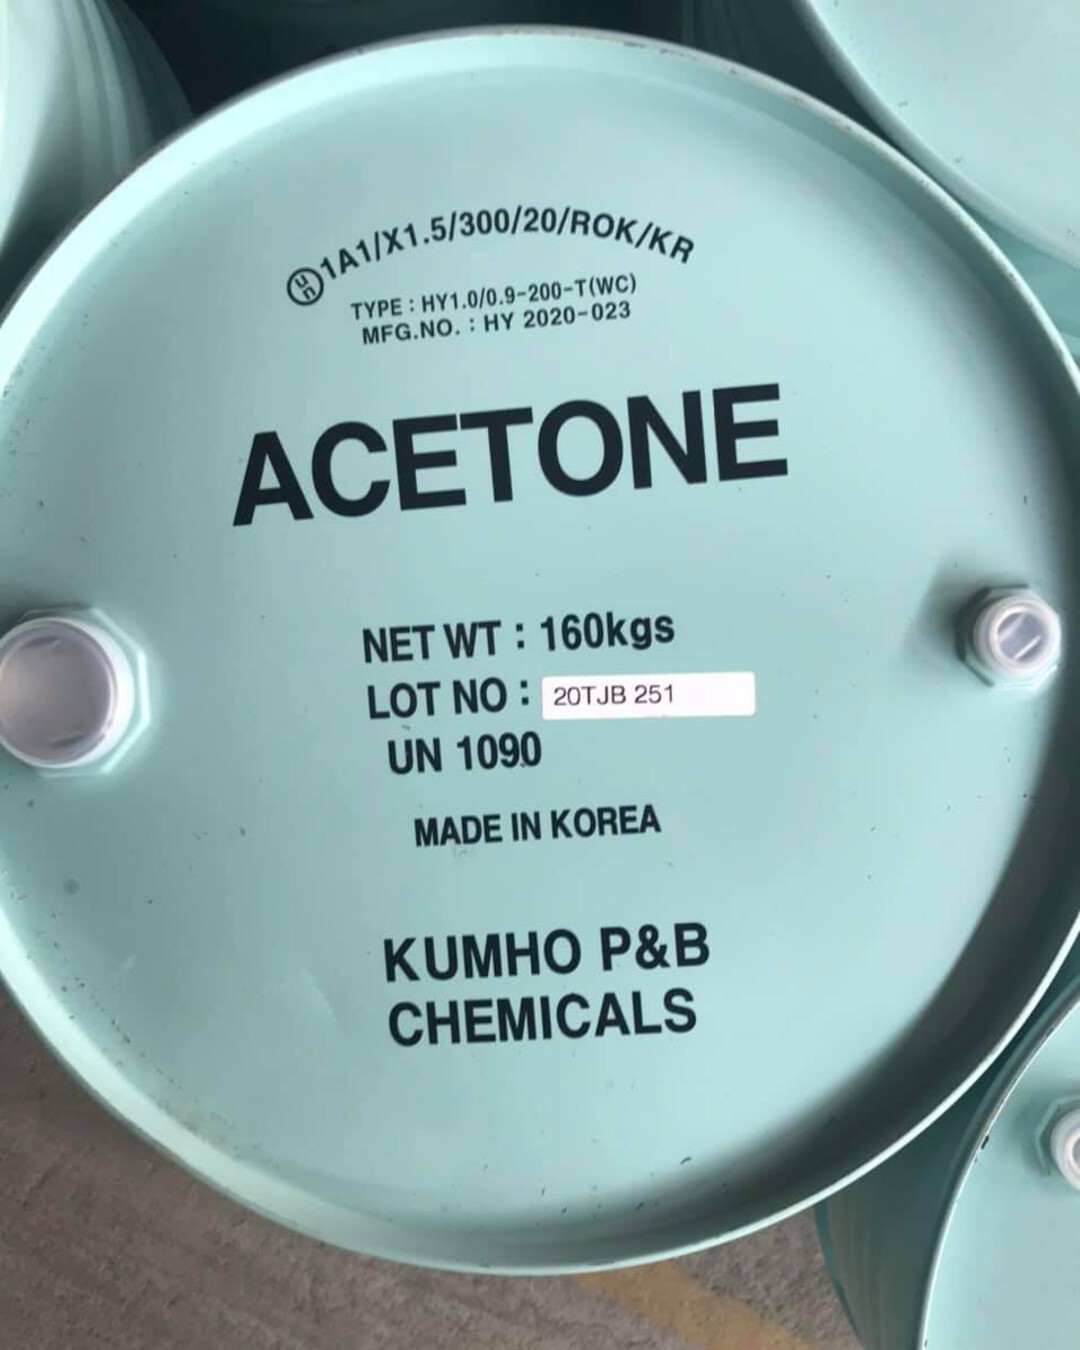 un 1A1/X1.5/300/20/ROK/KR
TYPE : HY1.0/0.9-200-T(WC)
MFG.NO. : HY 2020-023
ACETONE
NET WT : 160kgs
LOT NO : 20TJB 251
UN 1090
MADE IN KOREA
KUMHO P&B
CHEMICALS